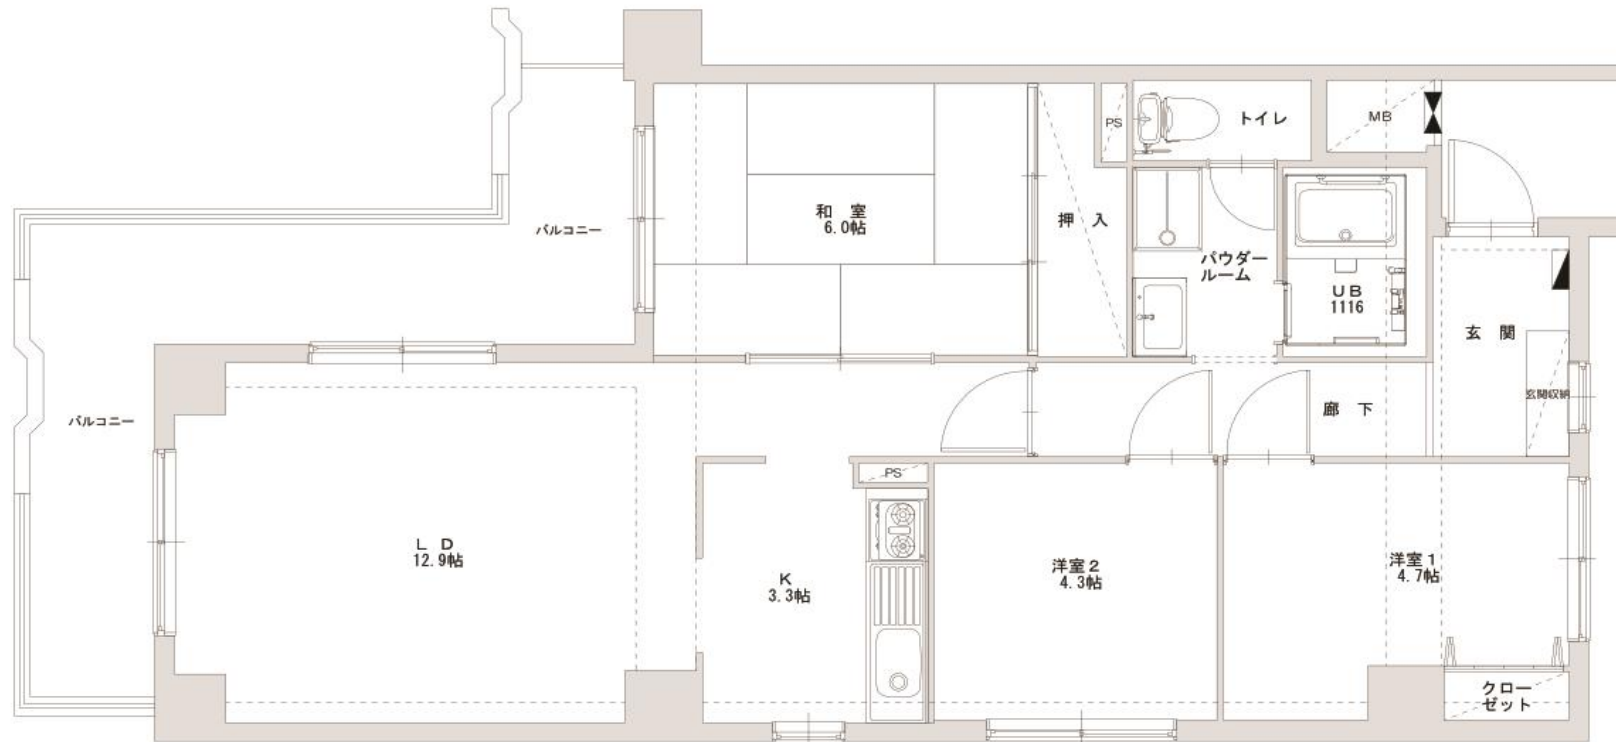 PS
トイレ
MB
和 室
6.0帖
押 入
バルコニー
パウダー
ルーム
UB
1116
玄 関
玄関収納
廊 下
バルコニー
PS
LD
12.9帖
K
3.3帖
洋室2
4.3帖
洋室1
4.7帖
クロー
ゼット